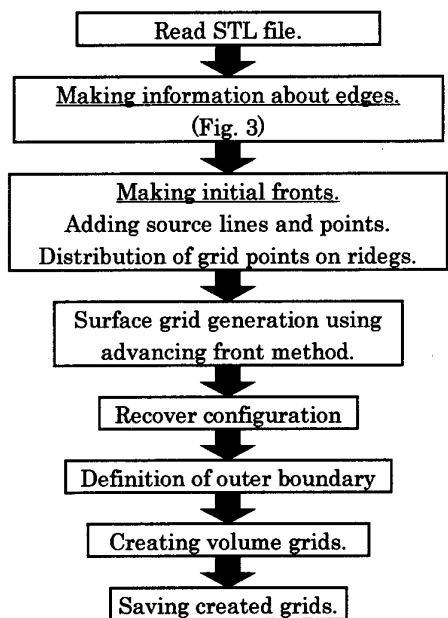 Read STL file.
Making information about edges.
(Fig. 3)
Making initial fronts.
Adding source lines and points.
Distribution of grid points on ridegs.
Surface grid generation using
advancing front method.
Recover configuration
Definition of outer boundary
Creating volume grids.
Saving created grids.